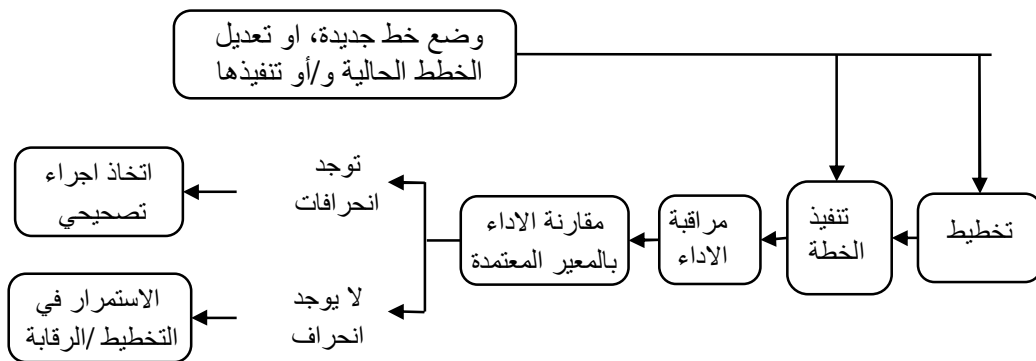 وضع خط جديدة، او تعديل
الخطط الحالية و/أو تنفيذها
تخطيط
تنفيذ
الخطة
مراقبة
الاداء
مقارنة الاداء
بالمعير المعتمدة
توجد
انحرافات
اتخاذ اجراء
تصحيحي
لا يوجد
انحراف
الاستمرار في
التخطيط/الرقابة